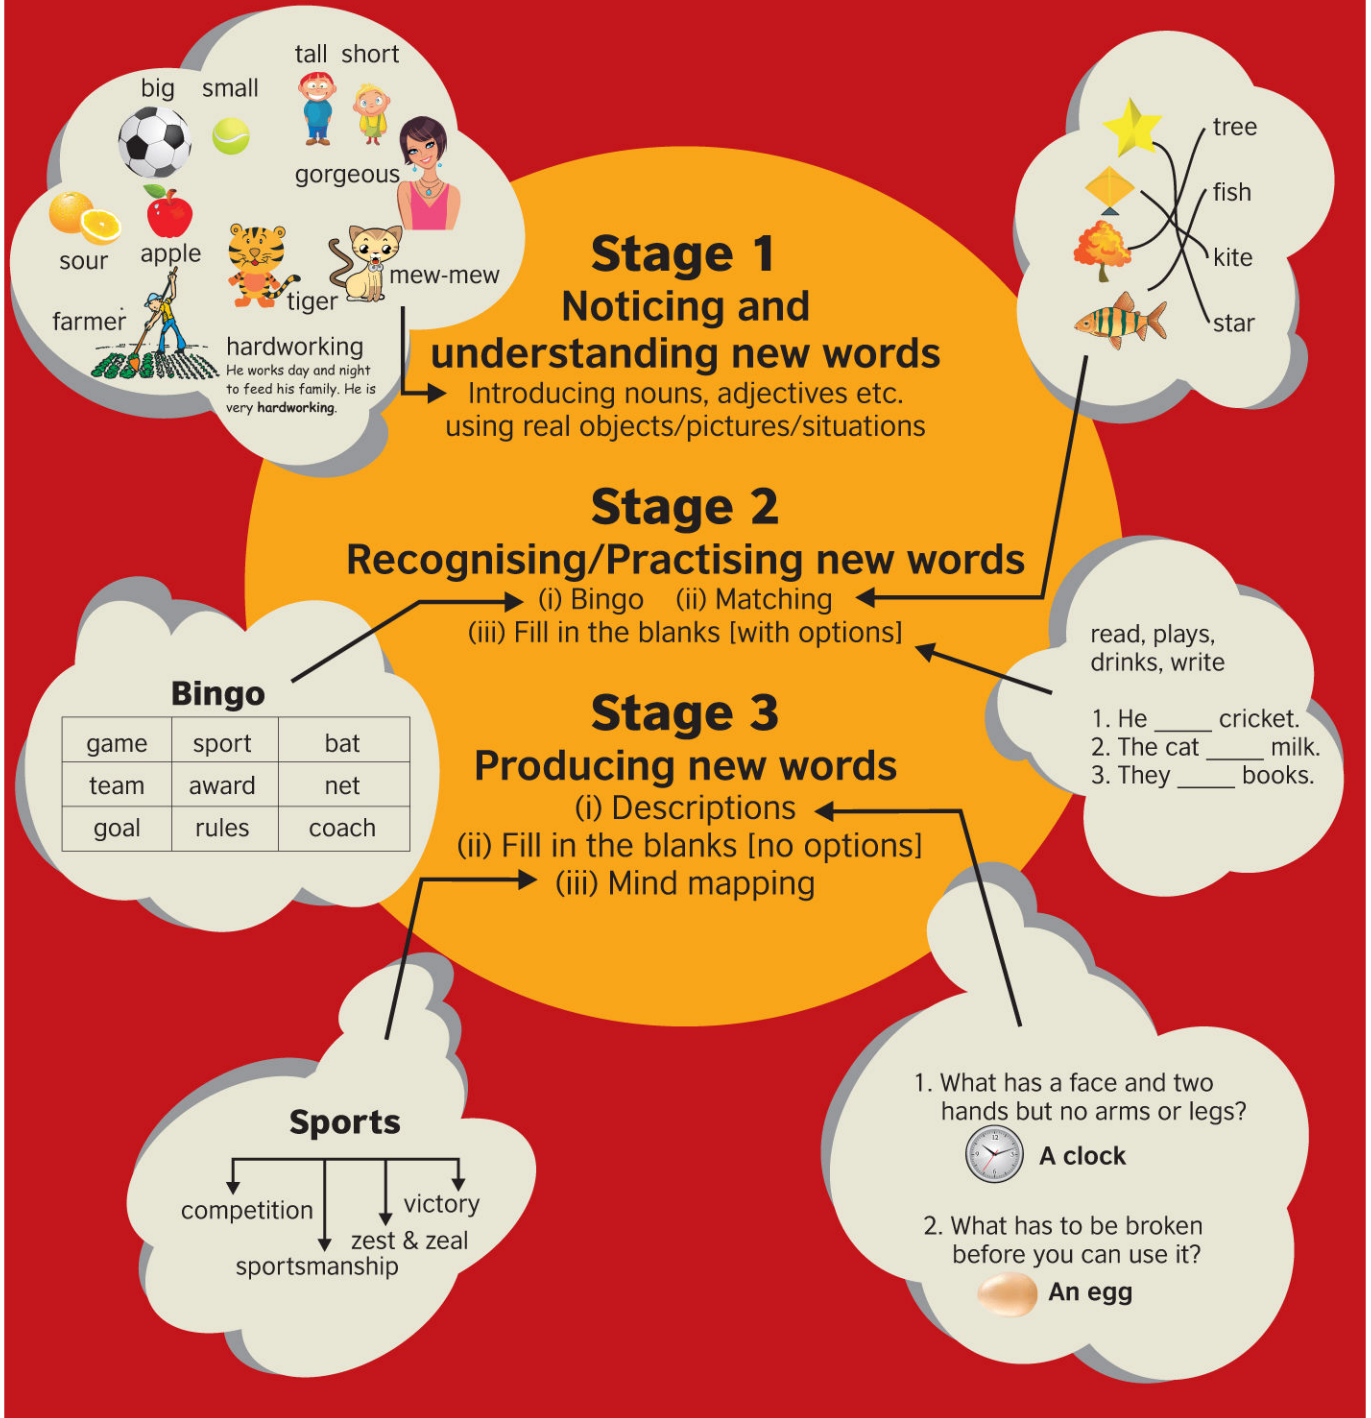 tall short
big small
gorgeous
sour apple
tiger
mew-mew
farmer
hardworking
He works day and night
to feed his family. He is
very hardworking.
tree
fish
kite
star
Stage 1
Noticing and
understanding new words
Introducing nouns, adjectives etc.
using real objects/pictures/situations
Stage 2
Recognising/Practising new words
(i) Bingo (ii) Matching
(iii) Fill in the blanks [with options]
read, plays,
drinks, write
1. He _____ cricket.
2. The cat _____ milk.
3. They _____ books.
Bingo
game sport bat
team award net
goal rules coach
Stage 3
Producing new words
(i) Descriptions
(ii) Fill in the blanks [no options]
(iii) Mind mapping
Sports
competition
victory
zest & zeal
sportsmanship
1. What has a face and two
hands but no arms or legs?
A clock
2. What has to be broken
before you can use it?
An egg